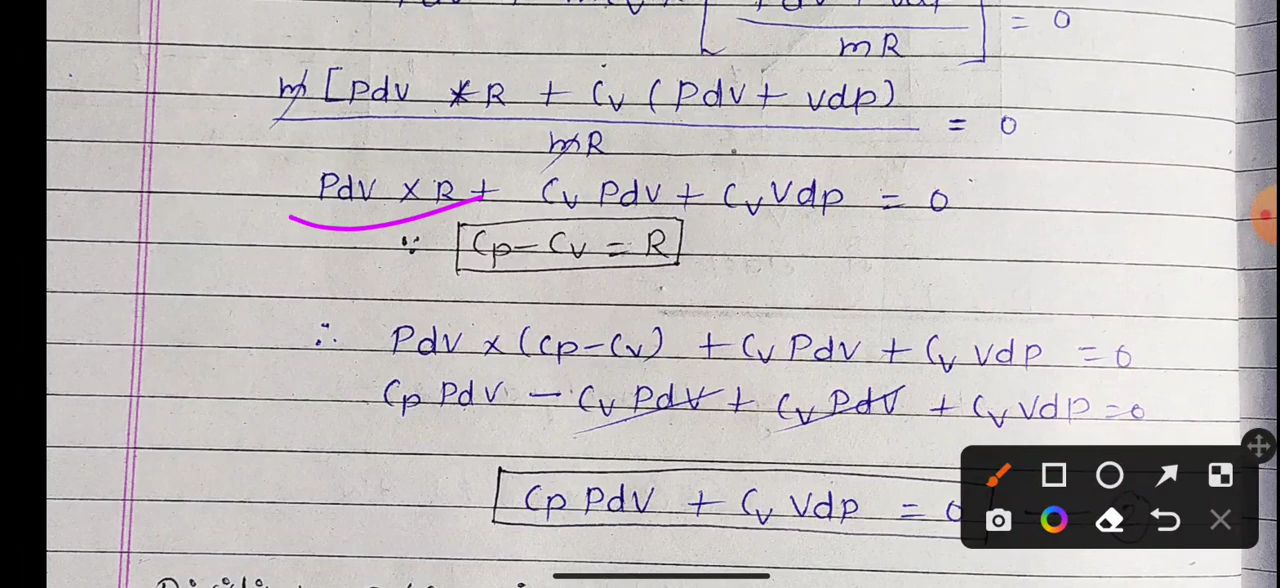 = 0
mR
m [Pdv * R + Cv (Pdv + vdp)
= 0
mR
Pdv × R + Cv Pdv + Cv Vdp = 0
∵ Cp - Cv = R
∴ Pdv × (Cp - Cv) + Cv Pdv + Cv Vdp = 0
Cp Pdv - Cv Pdv + Cv Pdv + Cv Vdp = 0
Cp Pdv + Cv Vdp = 0